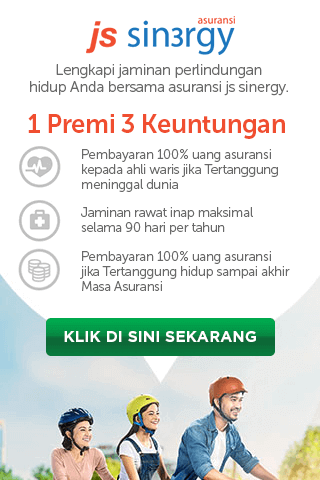 asuransi
js sin3rgy
Lengkapi jaminan perlindungan
hidup Anda bersama asuransi js sinergy.
1 Premi 3 Keuntungan
Pembayaran 100% uang asuransi
kepada ahli waris jika Tertanggung
meninggal dunia
Jaminan rawat inap maksimal
selama 90 hari per tahun
Pembayaran 100% uang asuransi
jika Tertanggung hidup sampai akhir
Masa Asuransi
KLIK DI SINI SEKARANG